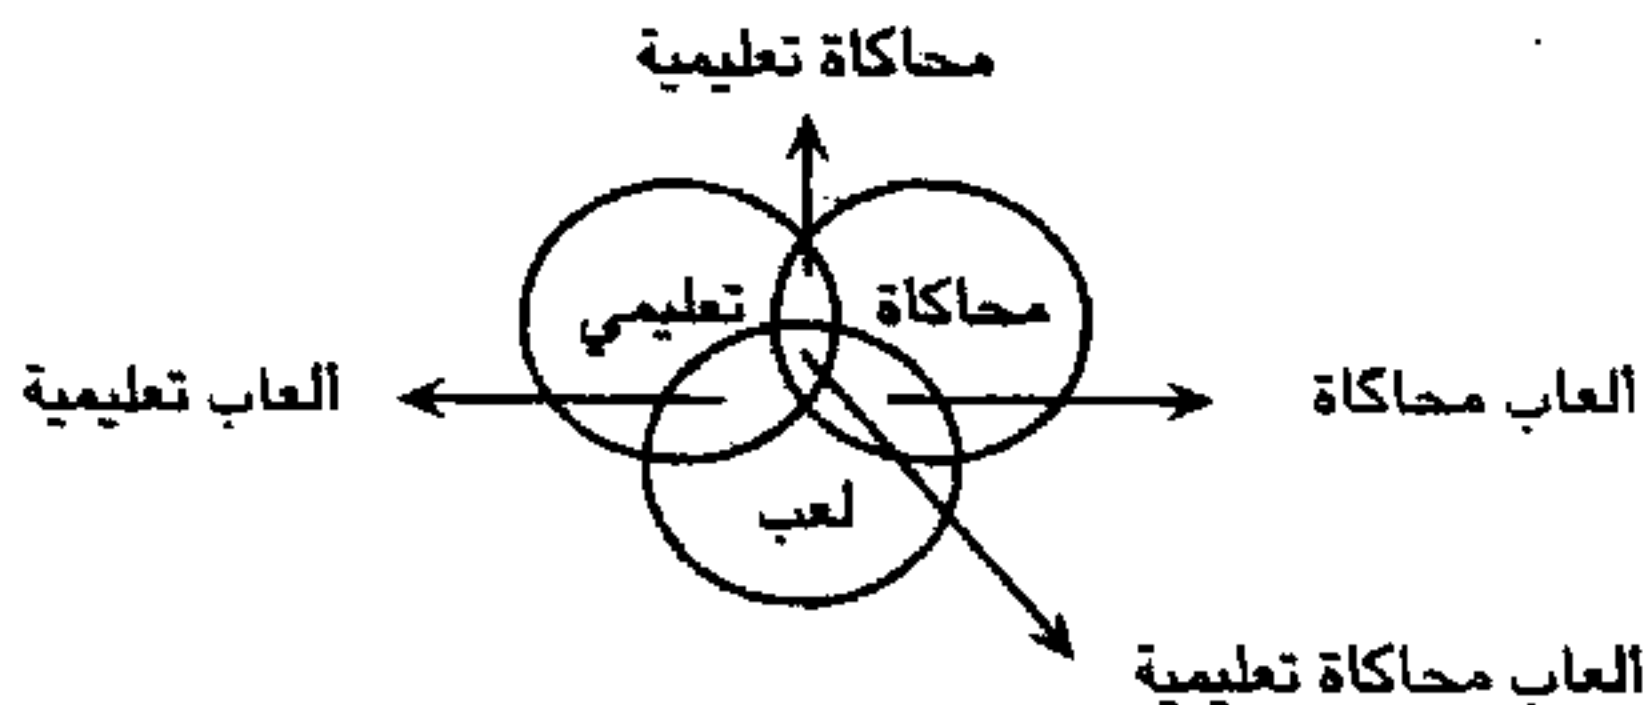 محاكاة تعليمية
محاكاة
تعليمي
ألعاب محاكاة
ألعاب تعليمية
لعب
ألعاب محاكاة تعليمية